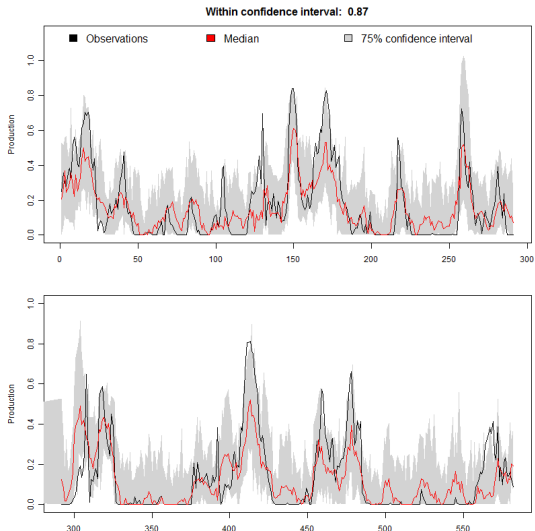 Within confidence interval: 0.87
Observations Median 75% confidence interval
Production
1.0
0.8
0.6
0.4
0.2
0.0
0 50 100 150 200 250 300
Production
1.0
0.8
0.6
0.4
0.2
0.0
300 350 400 450 500 550